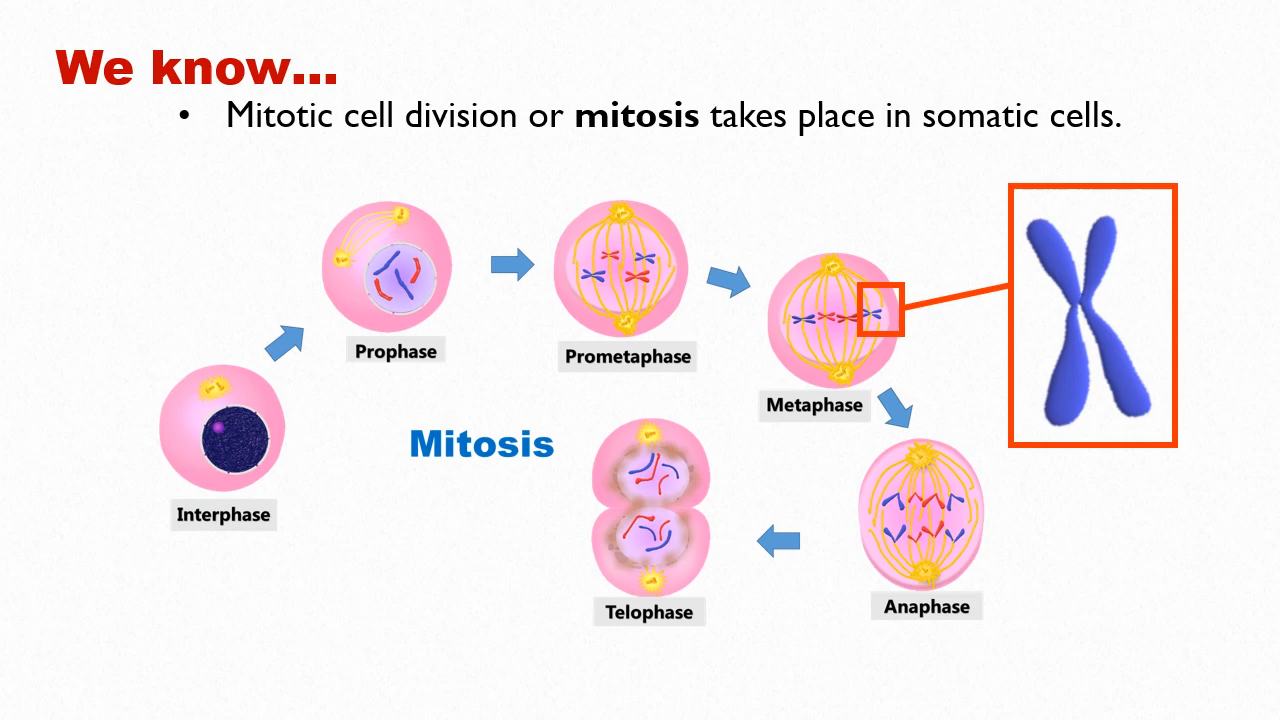 We know...
• Mitotic cell division or mitosis takes place in somatic cells.
Prophase
Prometaphase
Metaphase
Mitosis
Interphase
Telophase
Anaphase